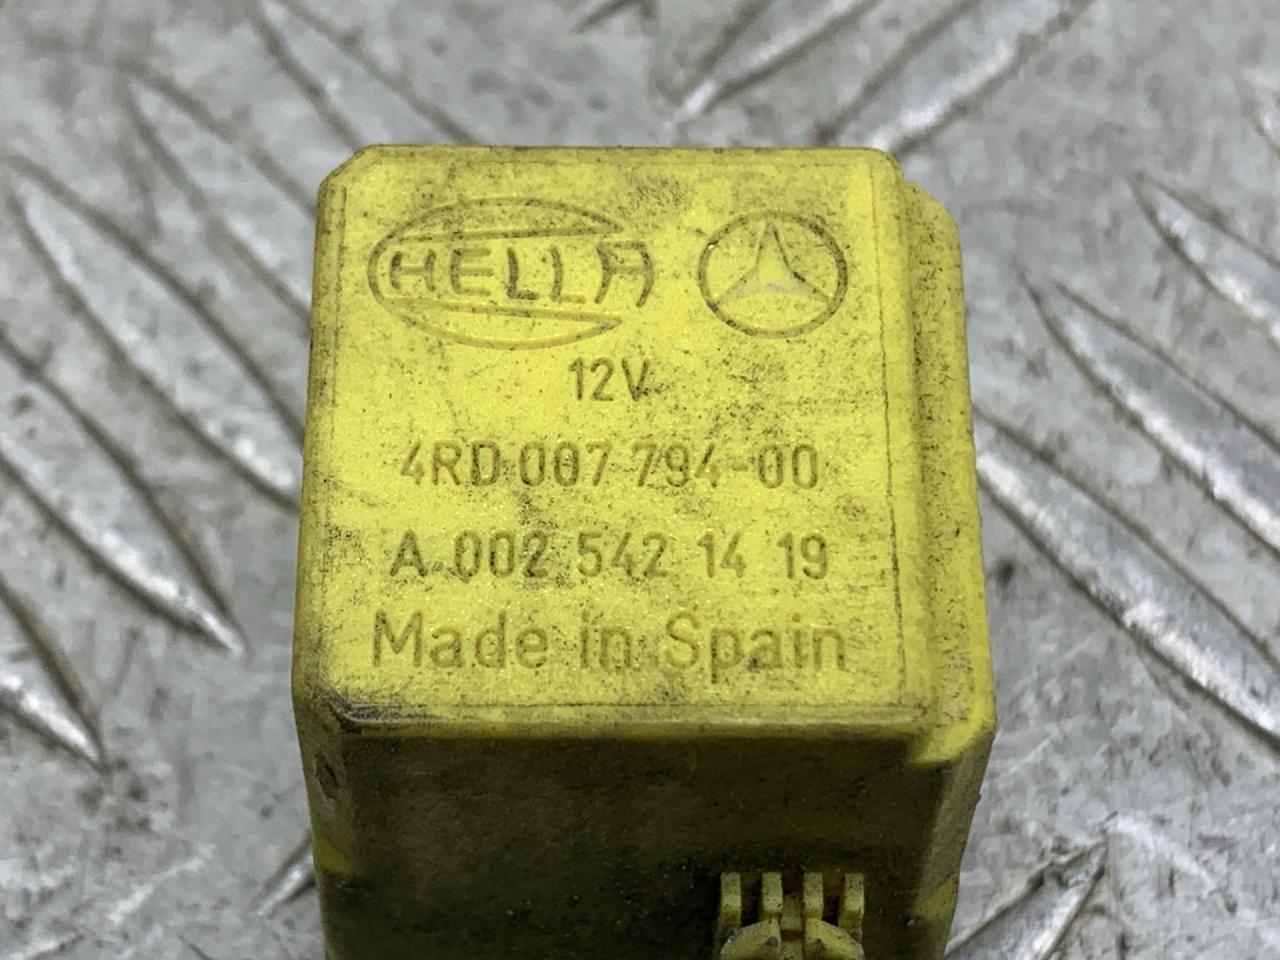 HELLA
12V
4RD 007 794-00
A 002 542 14 19
Made in Spain